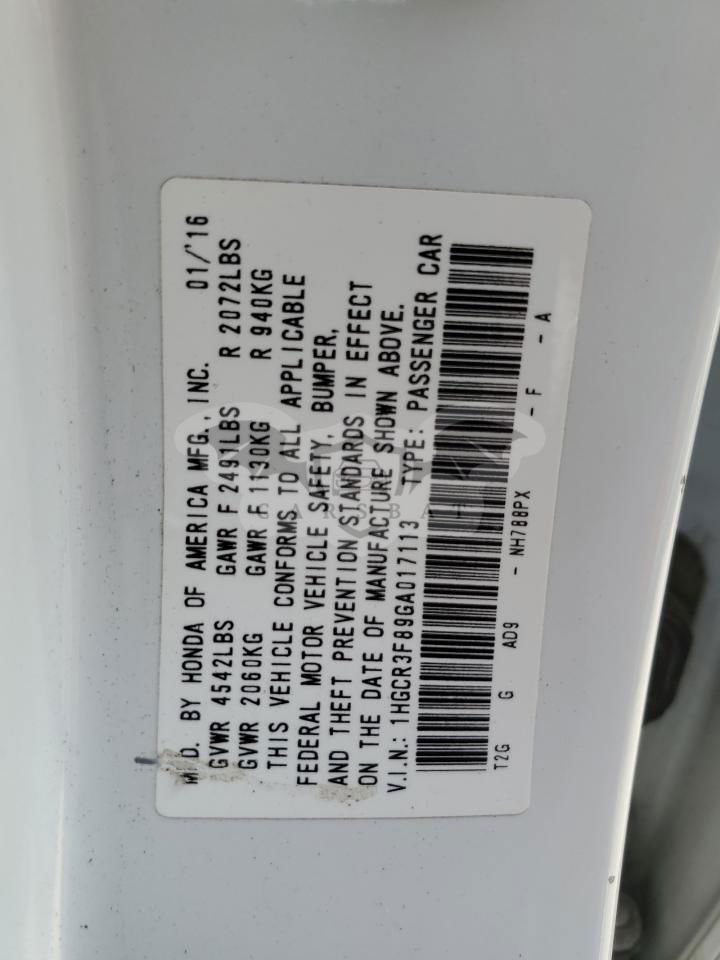 MFD. BY HONDA OF AMERICA MFG., INC. 01/'16
GVWR 4542LBS GAWR F 2491LBS R 2072LBS
GVWR 2060KG GAWR F 1130KG R 940KG
THIS VEHICLE CONFORMS TO ALL APPLICABLE
FEDERAL MOTOR VEHICLE SAFETY, BUMPER,
AND THEFT PREVENTION STANDARDS IN EFFECT
ON THE DATE OF MANUFACTURE SHOWN ABOVE.
V.I.N.: 1HGCR3F89GA017113 TYPE: PASSENGER CAR
T2G G AD9 - NH788PX - F - A
CARSBAT